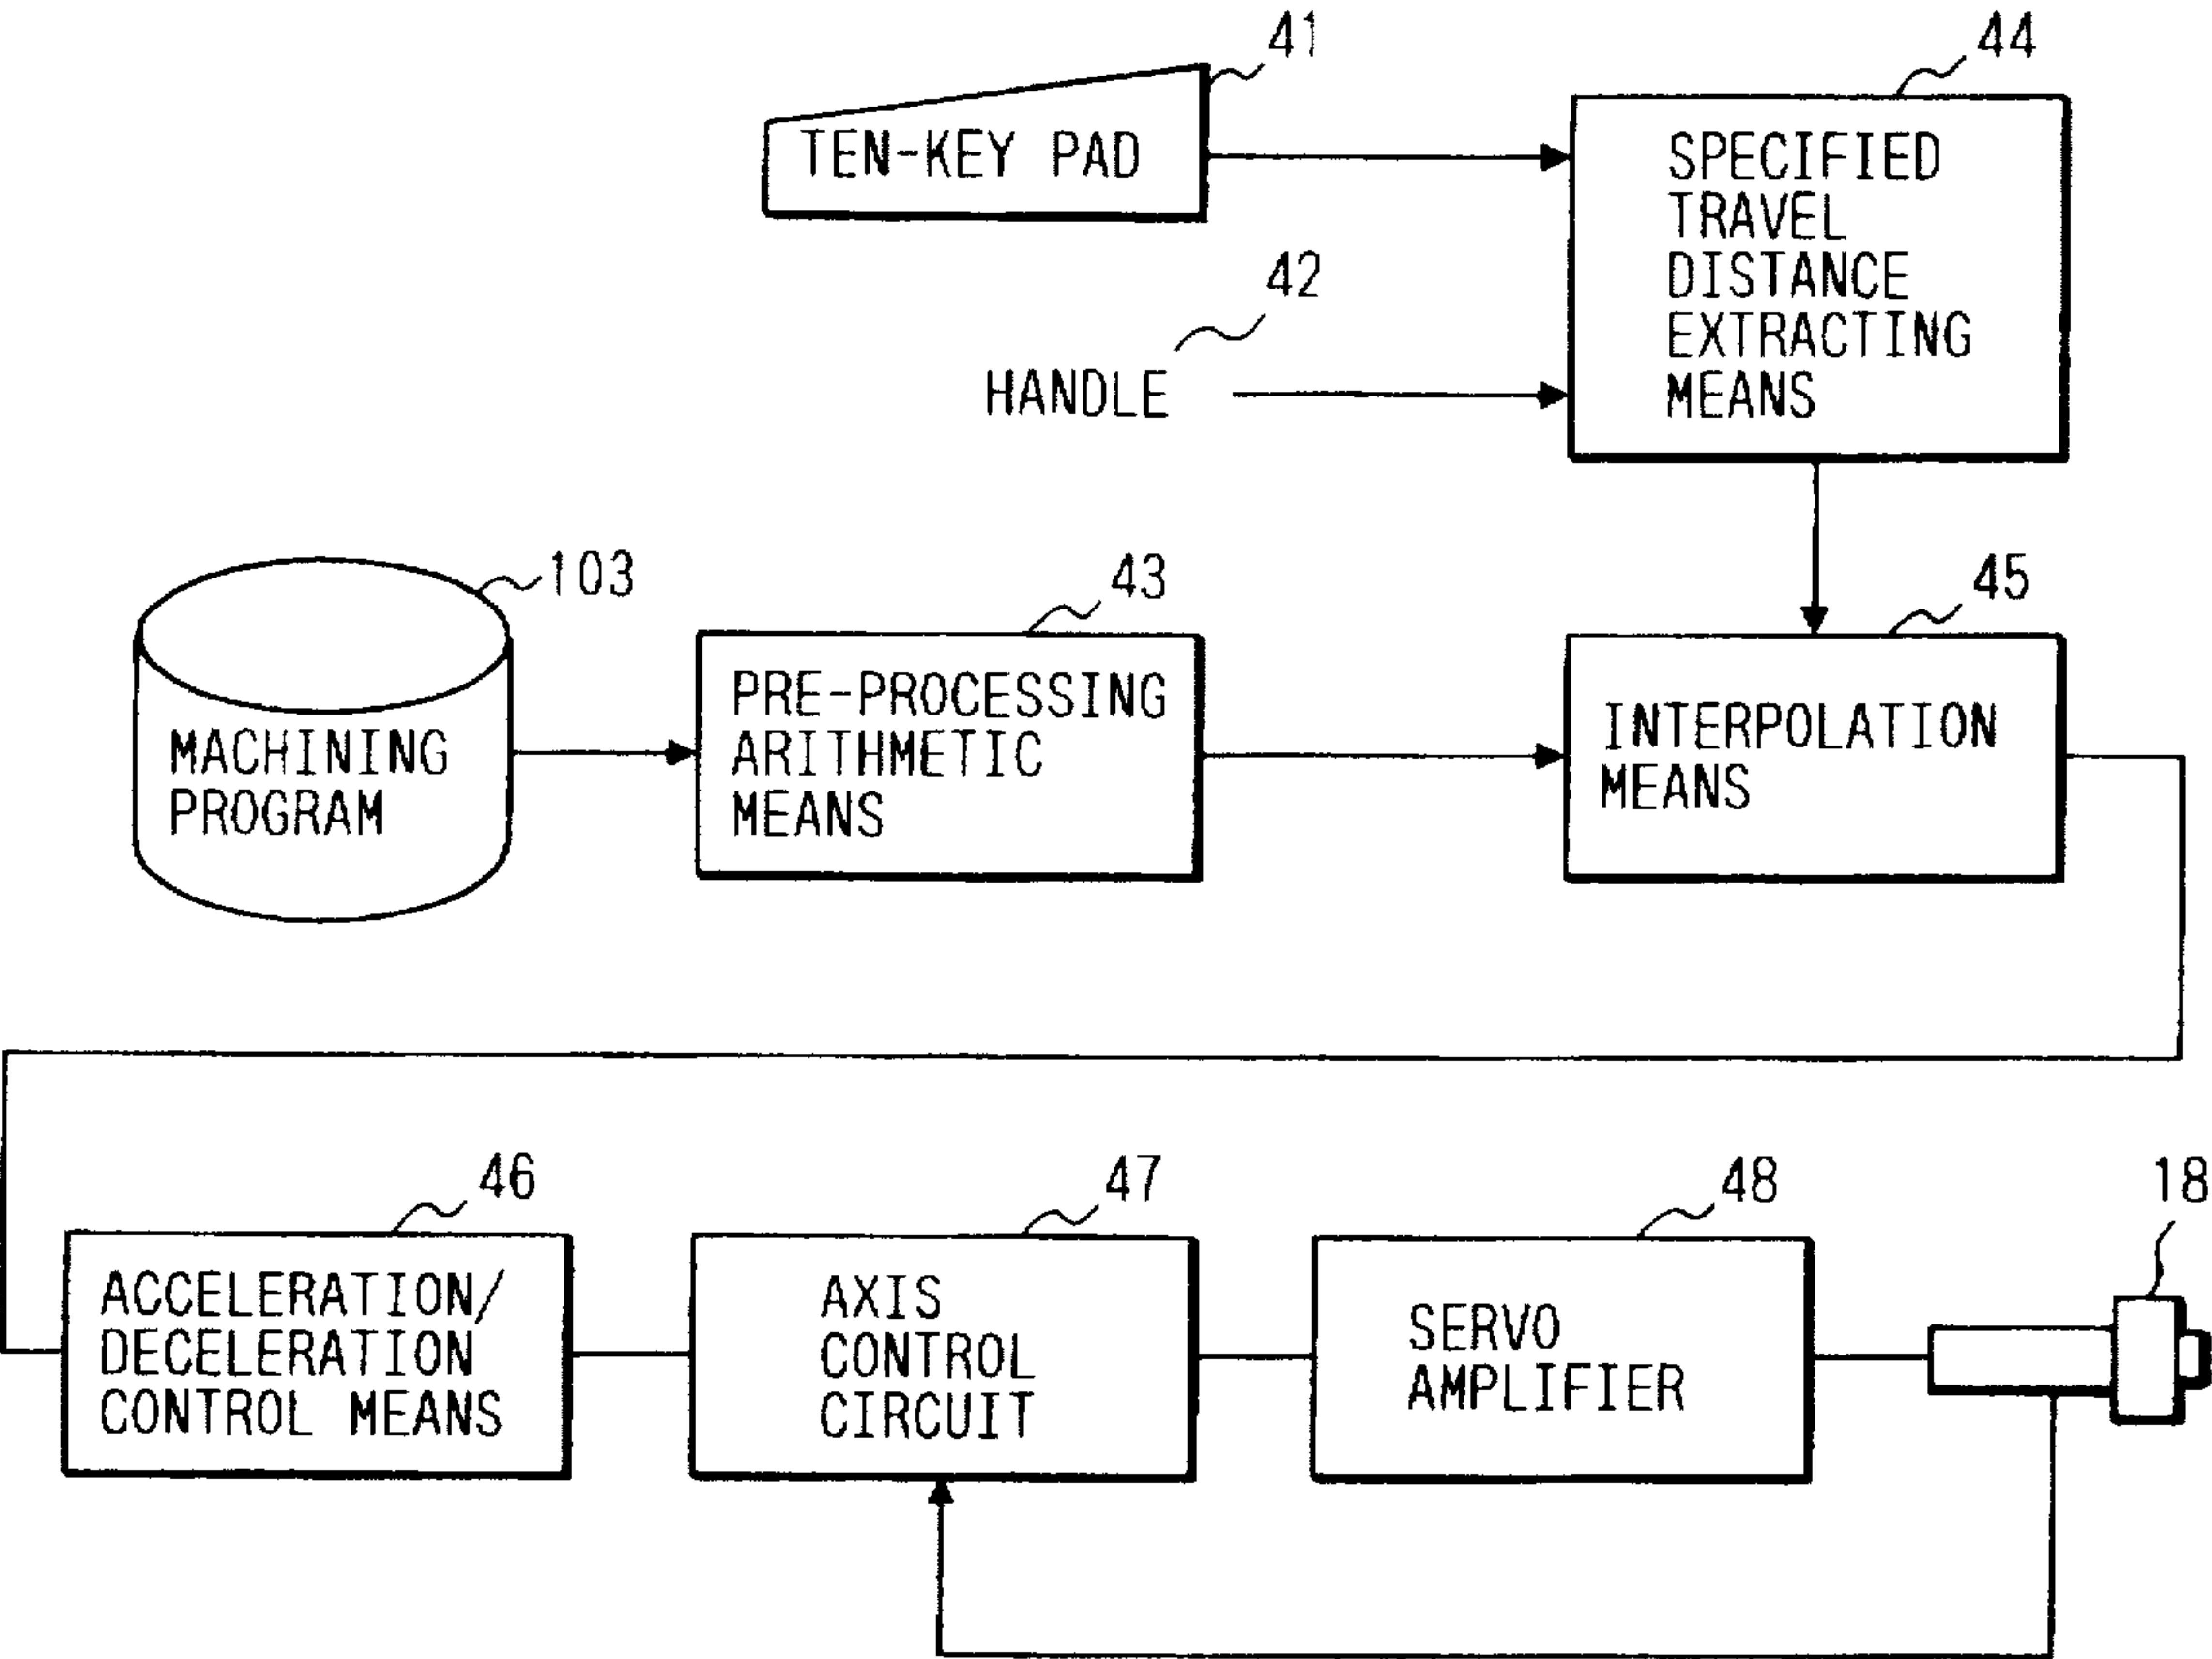 41
TEN-KEY PAD
44
SPECIFIED
TRAVEL
DISTANCE
EXTRACTING
MEANS
42
HANDLE
103
MACHINING
PROGRAM
43
PRE-PROCESSING
ARITHMETIC
MEANS
45
INTERPOLATION
MEANS
46
ACCELERATION/
DECELERATION
CONTROL MEANS
47
AXIS
CONTROL
CIRCUIT
48
SERVO
AMPLIFIER
18